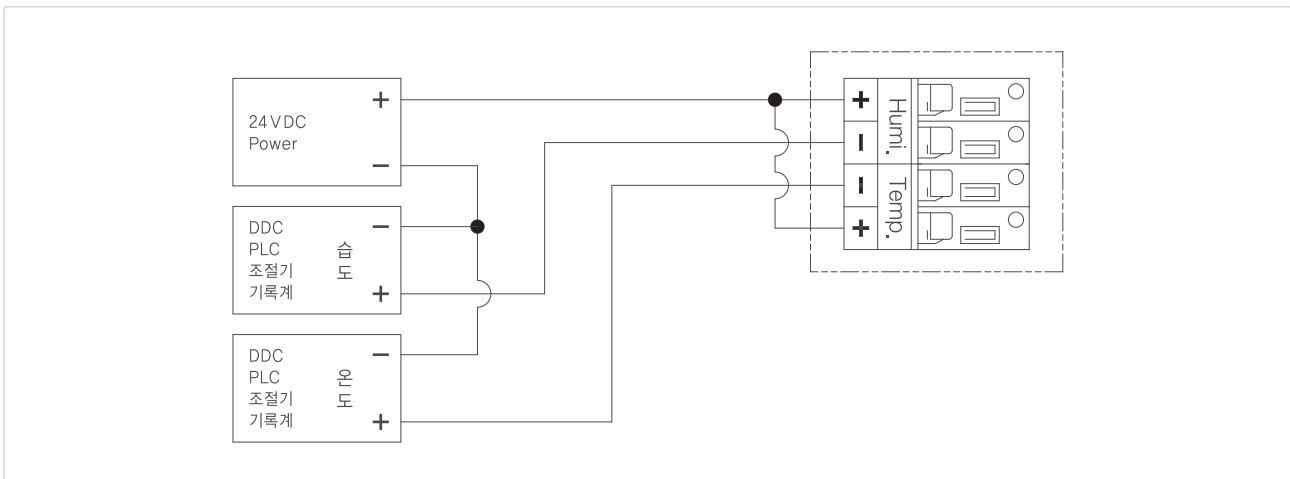 24VDC
Power
+
−
DDC
PLC
조절기
기록계
습
도
−
+
DDC
PLC
조절기
기록계
온
도
−
+
+
−
−
+
Humi.
Temp.